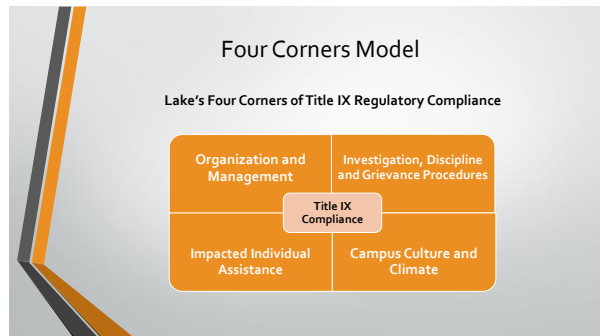 Four Corners Model
Lake's Four Corners of Title IX Regulatory Compliance
Organization and
Management
Investigation, Discipline
and Grievance Procedures
Title IX
Compliance
Impacted Individual
Assistance
Campus Culture and
Climate